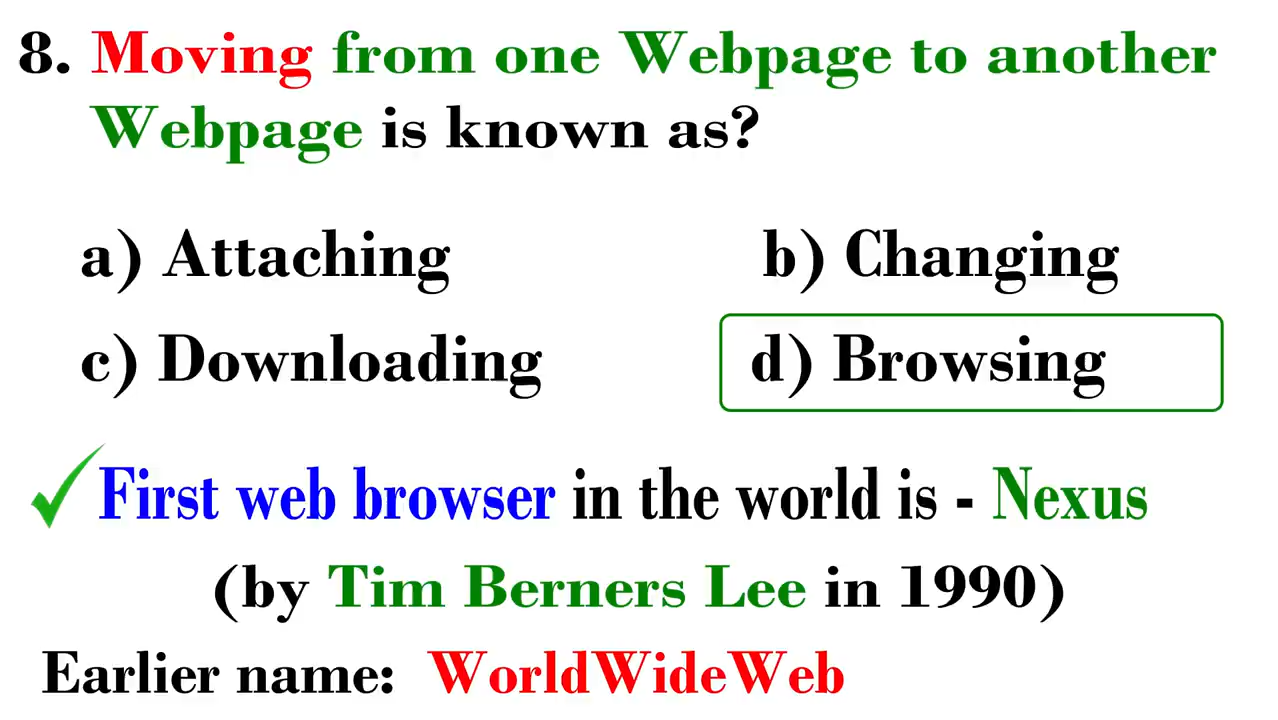 8. Moving from one Webpage to another
Webpage is known as?
a) Attaching b) Changing
c) Downloading d) Browsing
First web browser in the world is - Nexus
(by Tim Berners Lee in 1990)
Earlier name: WorldWideWeb